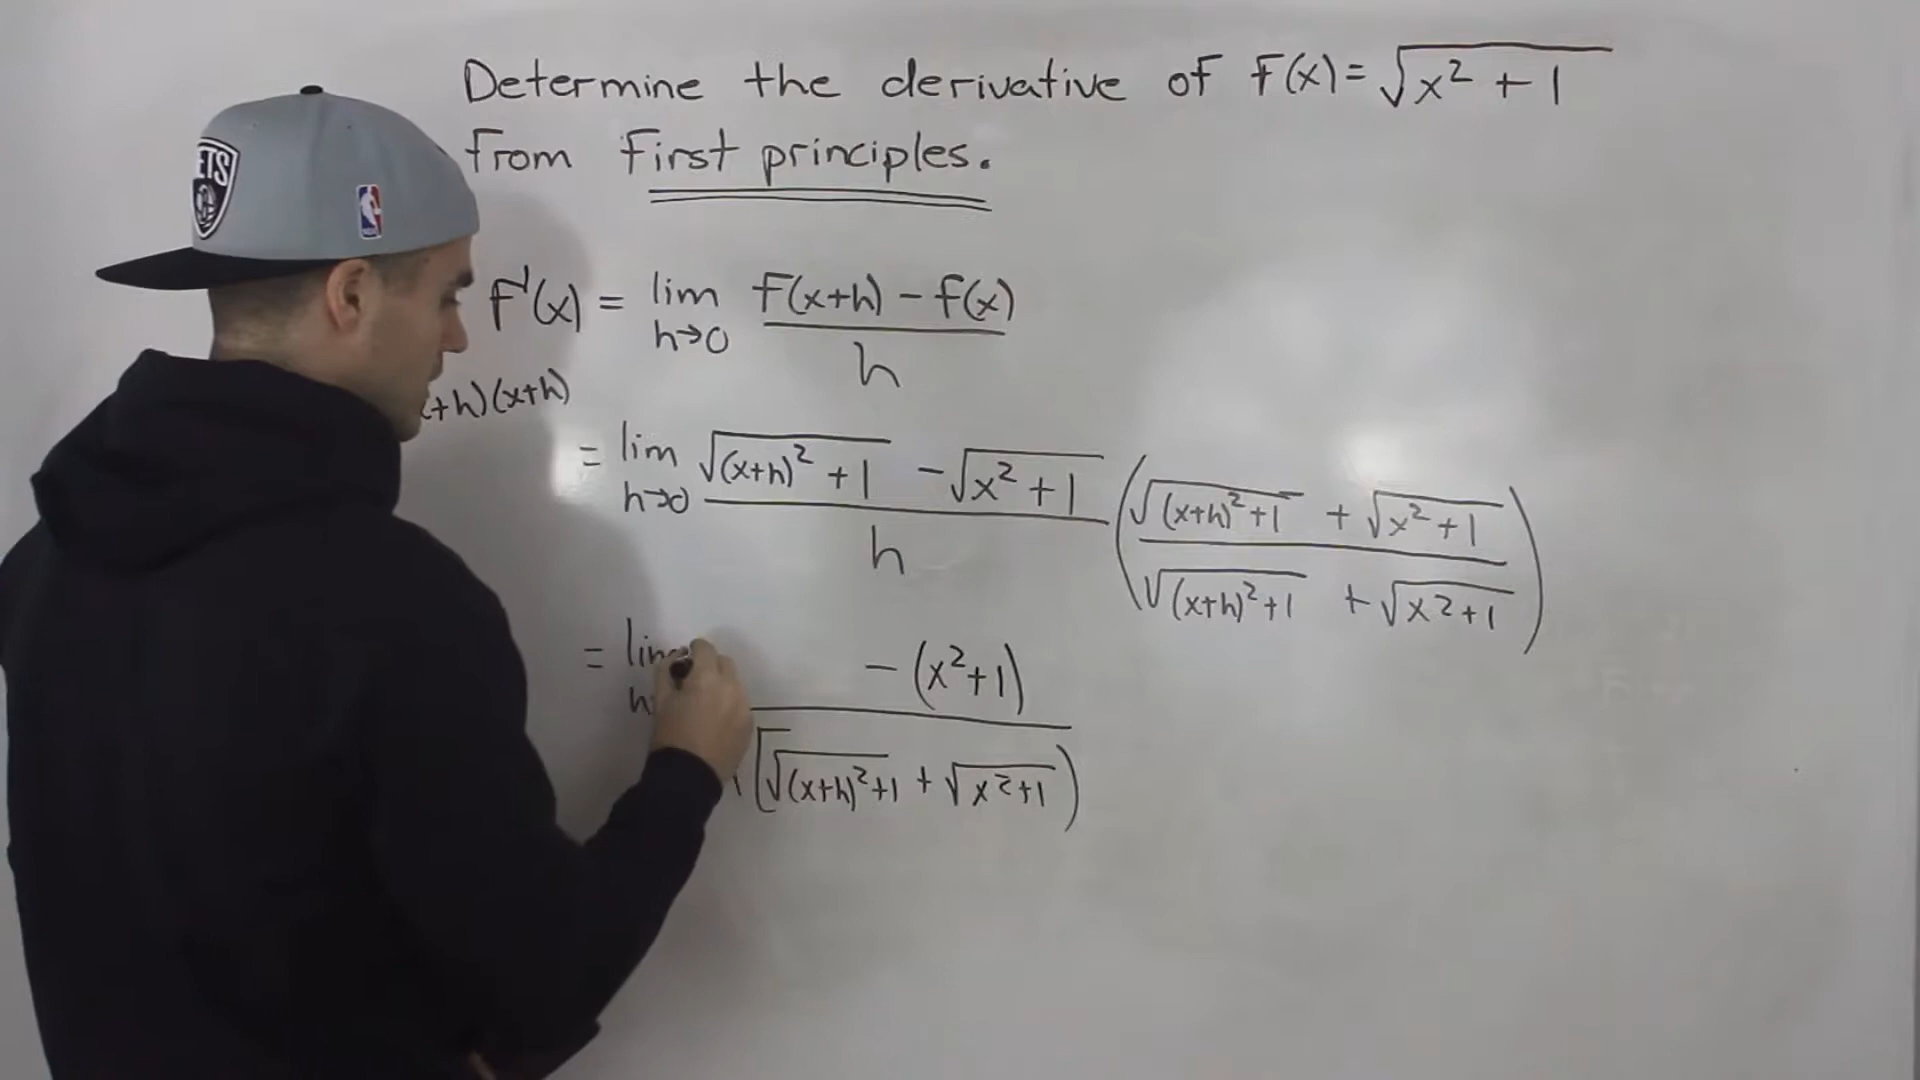 Determine the derivative of f(x) = √(x² + 1)
from first principles.
f'(x) = lim h→0 (f(x+h) - f(x)) / h
+h)(x+h)
= lim h→0 (√((x+h)² + 1) - √(x² + 1)) / h ((√((x+h)² + 1) + √(x² + 1)) / (√((x+h)² + 1) + √(x² + 1)))
= lim h - (x² + 1) / (√((x+h)² + 1) + √(x² + 1))
ETS